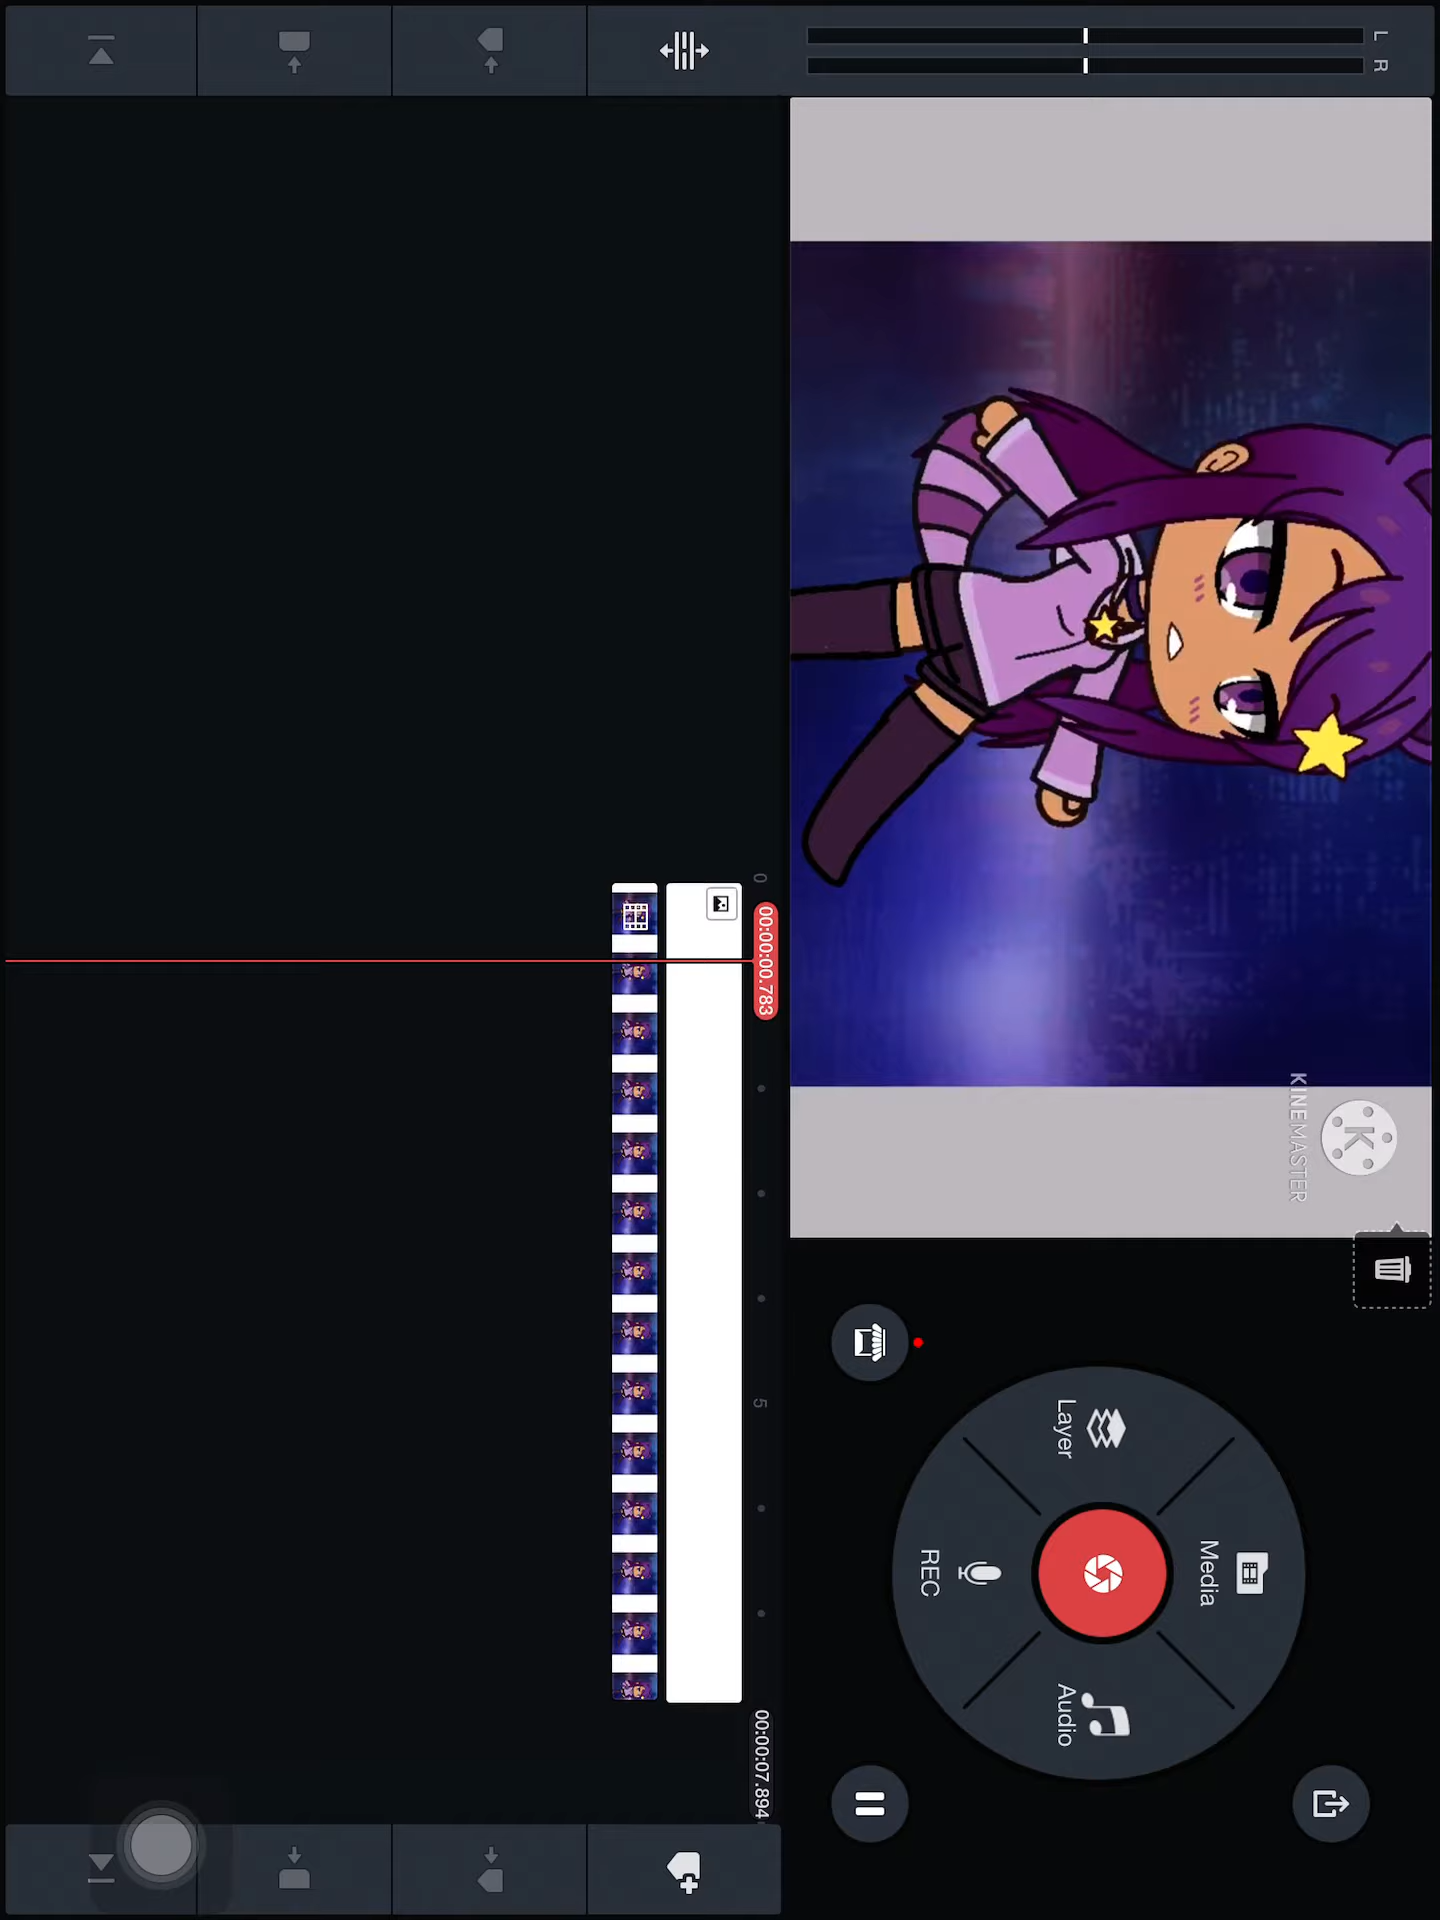 L
R
KINEMASTER
0
00:00:00.783
5
00:00:07.894
Media
Layer
REC
Audio